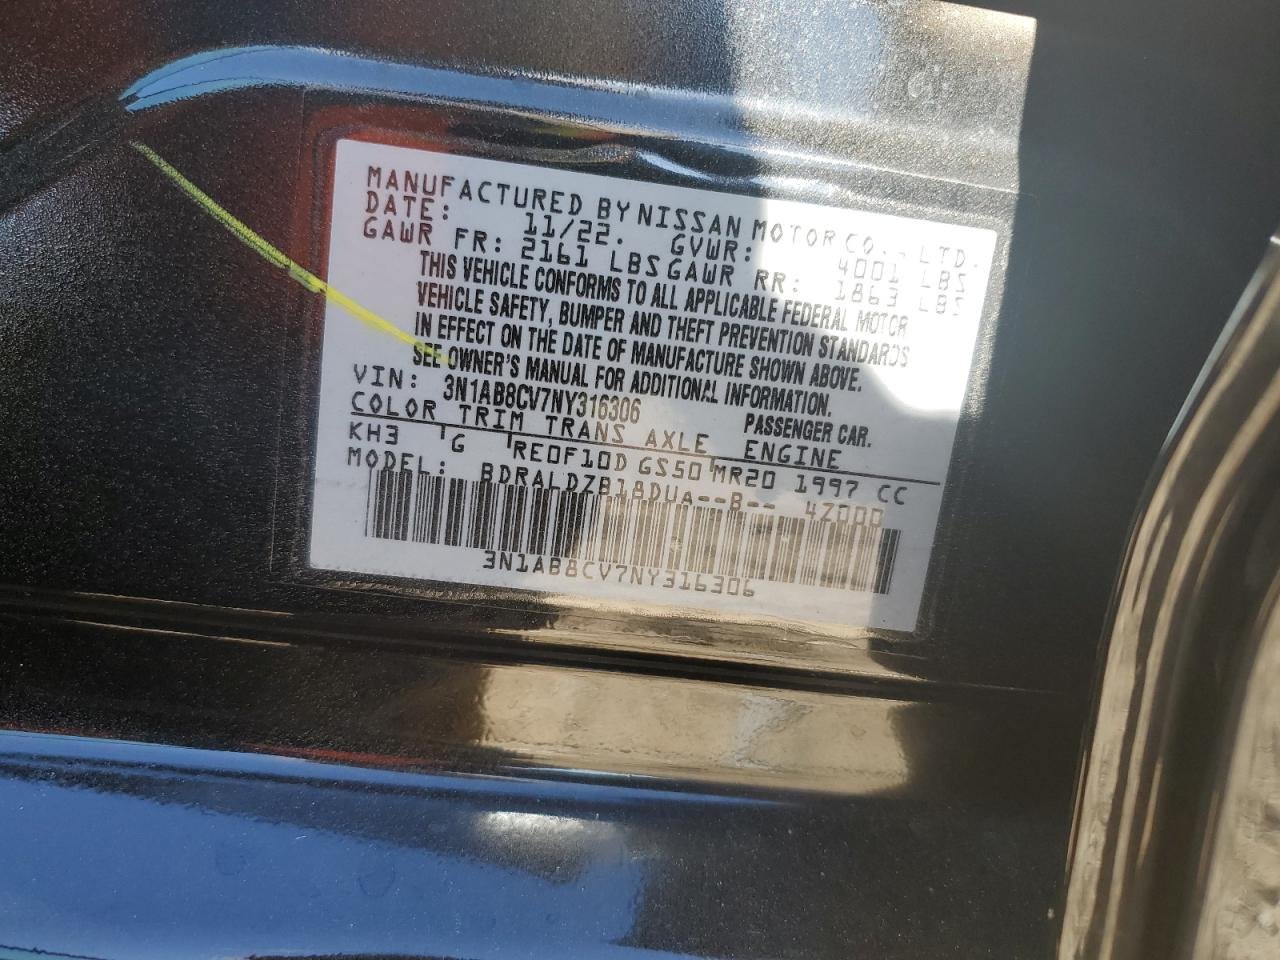 MANUFACTURED BY NISSAN MOTOR CO., LTD.
DATE: 11/22. GVWR: 4001 LBS
GAWR FR: 2161 LBS GAWR RR: 1863 LBS
THIS VEHICLE CONFORMS TO ALL APPLICABLE FEDERAL MOTOR
VEHICLE SAFETY, BUMPER AND THEFT PREVENTION STANDARDS
IN EFFECT ON THE DATE OF MANUFACTURE SHOWN ABOVE.
SEE OWNER'S MANUAL FOR ADDITIONAL INFORMATION.
VIN: 3N1AB8CV7NY316306 PASSENGER CAR.
COLOR TRIM TRANS AXLE ENGINE
KH3 G RE0F10D GS50 MR20 1997 CC
MODEL: BDRALDZB18DUA--B-- 4Z000
3N1AB8CV7NY316306